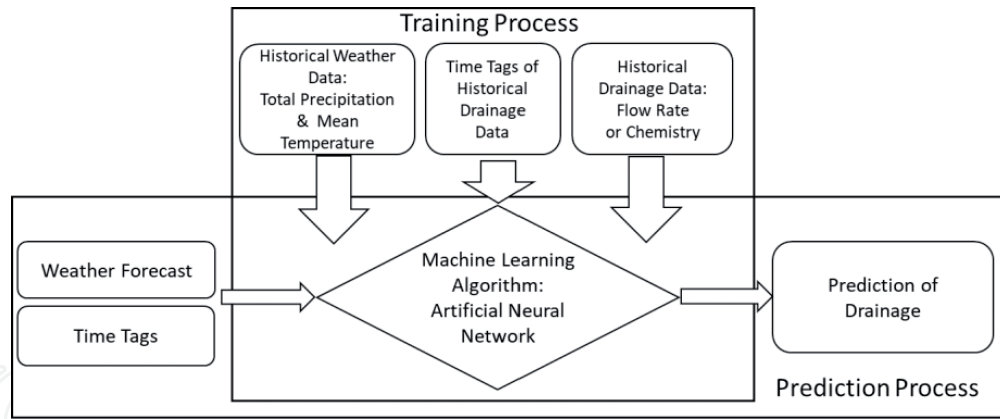 Training Process
Historical Weather
Data:
Total Precipitation
& Mean
Temperature
Time Tags of
Historical
Drainage
Data
Historical
Drainage Data:
Flow Rate
or Chemistry
Weather Forecast
Time Tags
Machine Learning
Algorithm:
Artificial Neural
Network
Prediction of
Drainage
Prediction Process